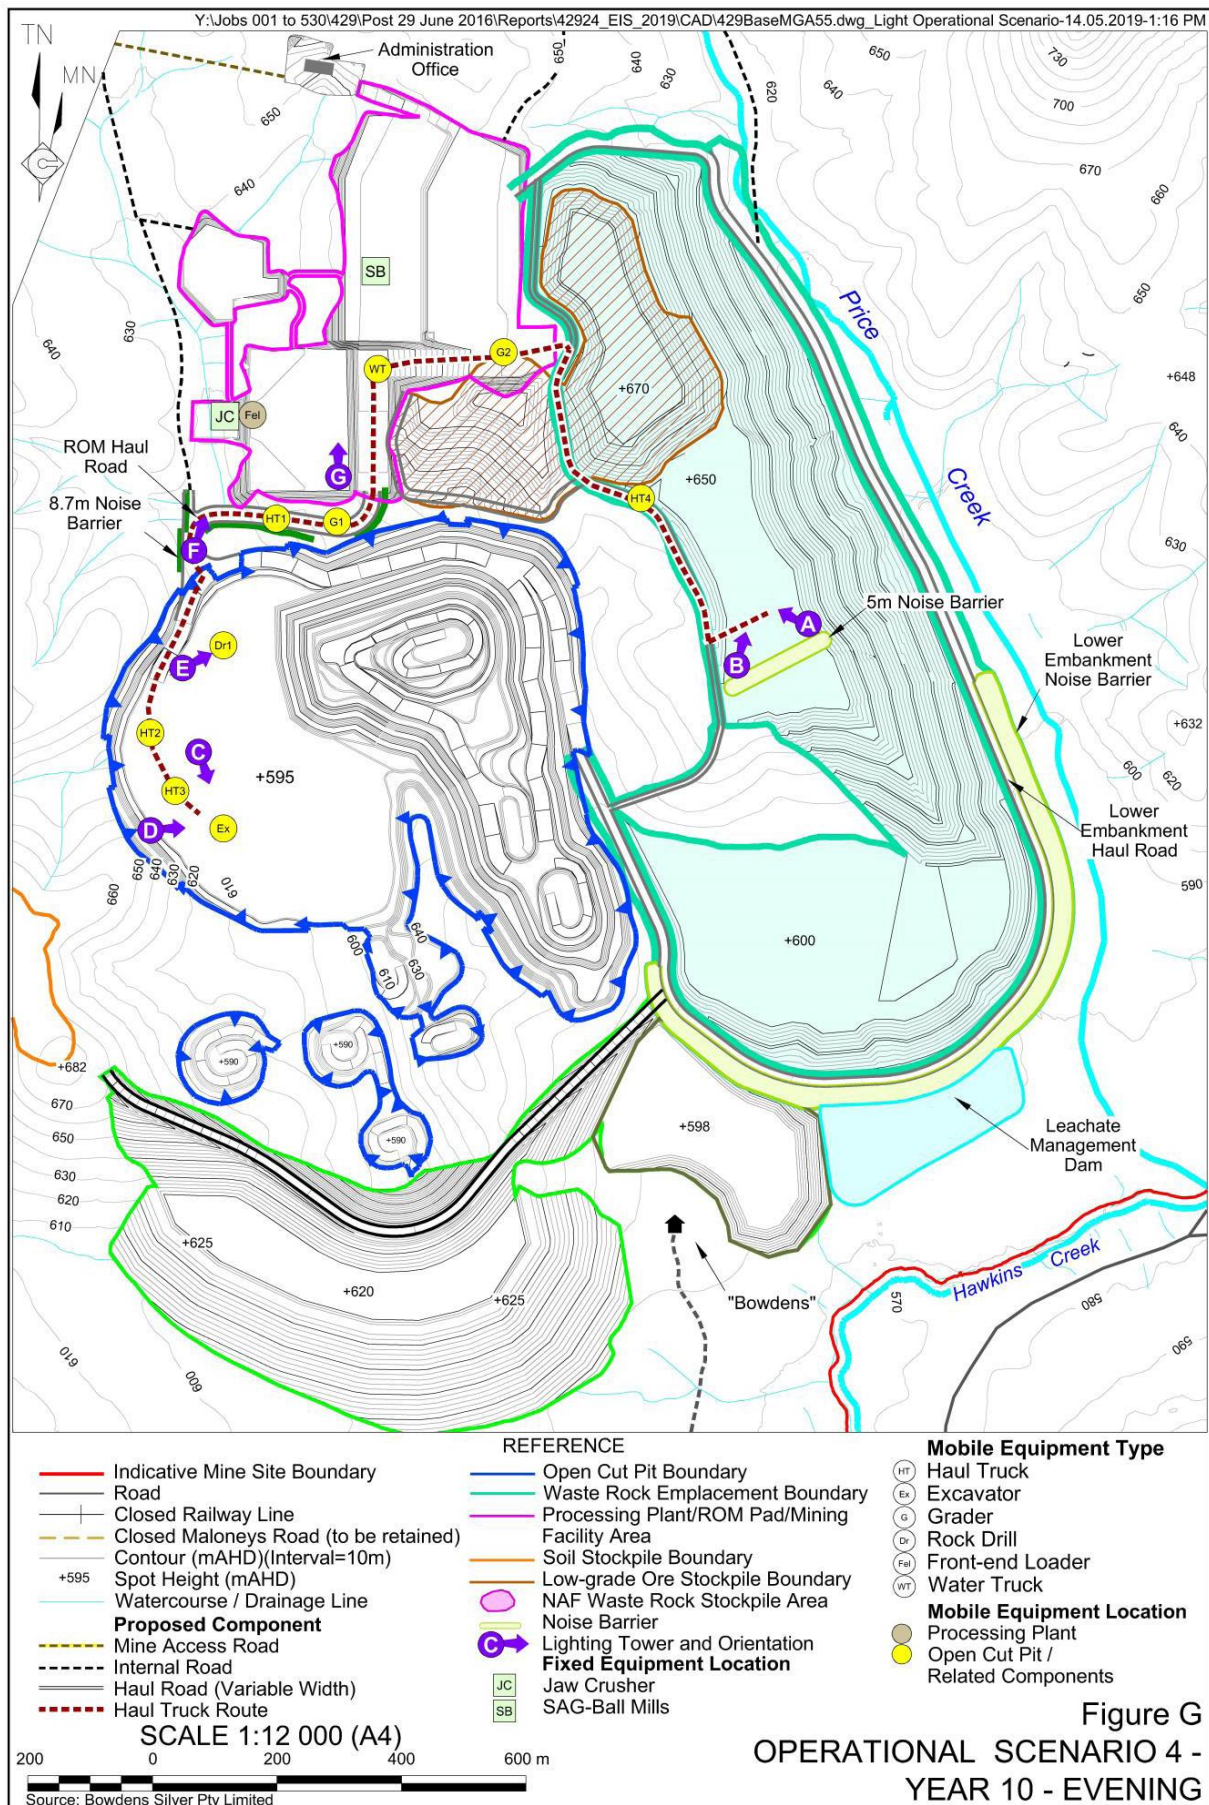 Y:\Jobs 001 to 530\429\Post 29 June 2016\Reports\42924_EIS_2019\CAD\429BaseMGA55.dwg_Light Operational Scenario-14.05.2019-1:16 PM
TN
MN
Administration
Office
650
630
640
620
650
640
730
700
670
660
650
640
650
640
630
640
SB
Price
Creek
G2
WT
+670
+648
JC
Fel
640
ROM Haul
Road
G
+650
HT4
8.7m Noise
Barrier
HT1
G1
F
630
5m Noise Barrier
A
B
Lower
Embankment
Noise Barrier
Dr1
E
HT2
C
+595
+632
600
620
HT3
D
Ex
Lower
Embankment
Haul Road
660
650
640
630
620
610
590
600
640
630
610
+600
+590
+590
+682
670
650
630
620
610
+590
+598
Leachate
Management
Dam
+625
+620
+625
"Bowdens"
Hawkins Creek
570
580
590
610
600
REFERENCE
Indicative Mine Site Boundary
Road
Closed Railway Line
Closed Maloneys Road (to be retained)
Contour (mAHD)(Interval=10m)
+595 Spot Height (mAHD)
Watercourse / Drainage Line
Proposed Component
Mine Access Road
Internal Road
Haul Road (Variable Width)
Haul Truck Route
Open Cut Pit Boundary
Waste Rock Emplacement Boundary
Processing Plant/ROM Pad/Mining
Facility Area
Soil Stockpile Boundary
Low-grade Ore Stockpile Boundary
NAF Waste Rock Stockpile Area
Noise Barrier
C Lighting Tower and Orientation
Fixed Equipment Location
JC Jaw Crusher
SB SAG-Ball Mills
Mobile Equipment Type
HT Haul Truck
Ex Excavator
G Grader
Dr Rock Drill
Fel Front-end Loader
WT Water Truck
Mobile Equipment Location
Processing Plant
Open Cut Pit /
Related Components
SCALE 1:12 000 (A4)
200 0 200 400 600 m
Source: Bowdens Silver Pty Limited
Figure G
OPERATIONAL SCENARIO 4 -
YEAR 10 - EVENING